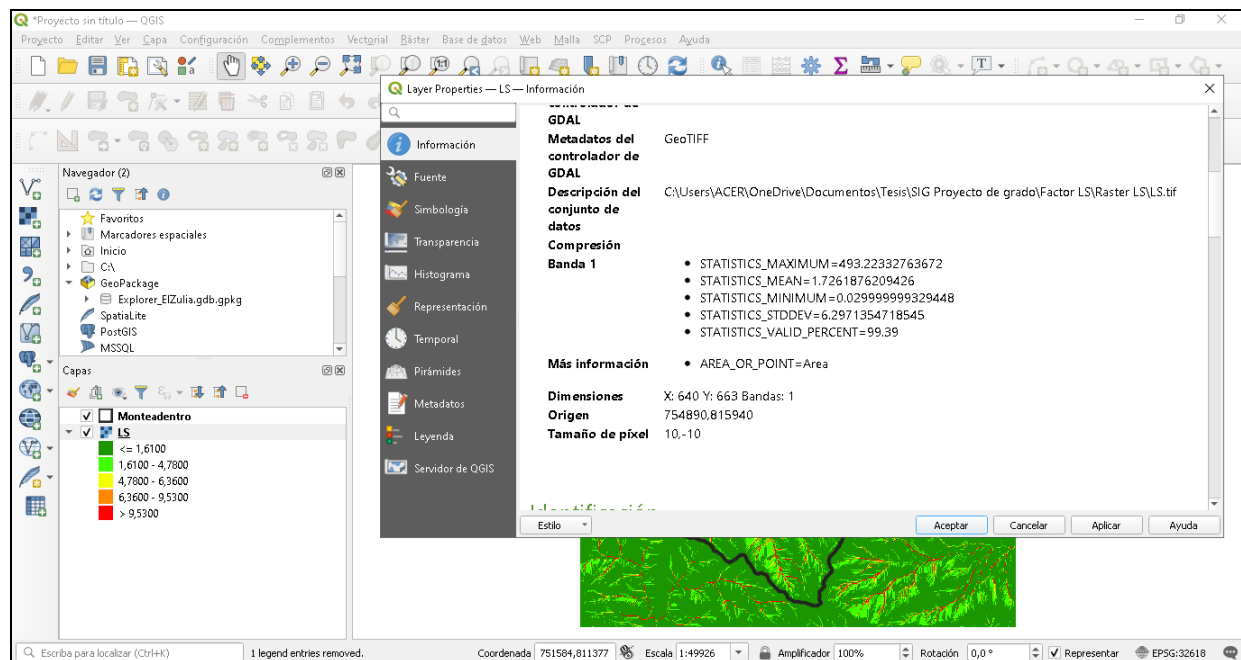 *Proyecto sin título — QGIS
Proyecto Editar Ver Capa Configuración Complementos Vectorial Ráster Base de datos Web Malla SCP Procesos Ayuda
Layer Properties — LS — Información
Información
Fuente
Simbología
Transparencia
Histograma
Representación
Temporal
Pirámides
Metadatos
Leyenda
Servidor de QGIS
controlador de
GDAL
Metadatos del controlador de GDAL
GeoTIFF
Descripción del conjunto de datos
C:\Users\ACER\OneDrive\Documentos\Tesis\SIG Proyecto de grado\Factor LS\Raster LS\LS.tif
Compresión
Banda 1
STATISTICS_MAXIMUM=493.22332763672
STATISTICS_MEAN=1.7261876209426
STATISTICS_MINIMUM=0.029999999329448
STATISTICS_STDDEV=6.2971354718545
STATISTICS_VALID_PERCENT=99.39
Más información
AREA_OR_POINT=Area
Dimensiones X: 640 Y: 663 Bandas: 1
Origen 754890,815940
Tamaño de píxel 10,-10
Estilo
Aceptar
Cancelar
Aplicar
Ayuda
Navegador (2)
Favoritos
Marcadores espaciales
Inicio
C:\
GeoPackage
Explorer_ElZulia.gdb.gpkg
SpatiaLite
PostGIS
MSSQL
Capas
Monteadentro
LS
<= 1,6100
1,6100 - 4,7800
4,7800 - 6,3600
6,3600 - 9,5300
> 9,5300
Escriba para localizar (Ctrl+K)
1 legend entries removed.
Coordenada 751584,811377
Escala 1:49926
Amplificador 100%
Rotación 0,0 °
Representar
EPSG:32618